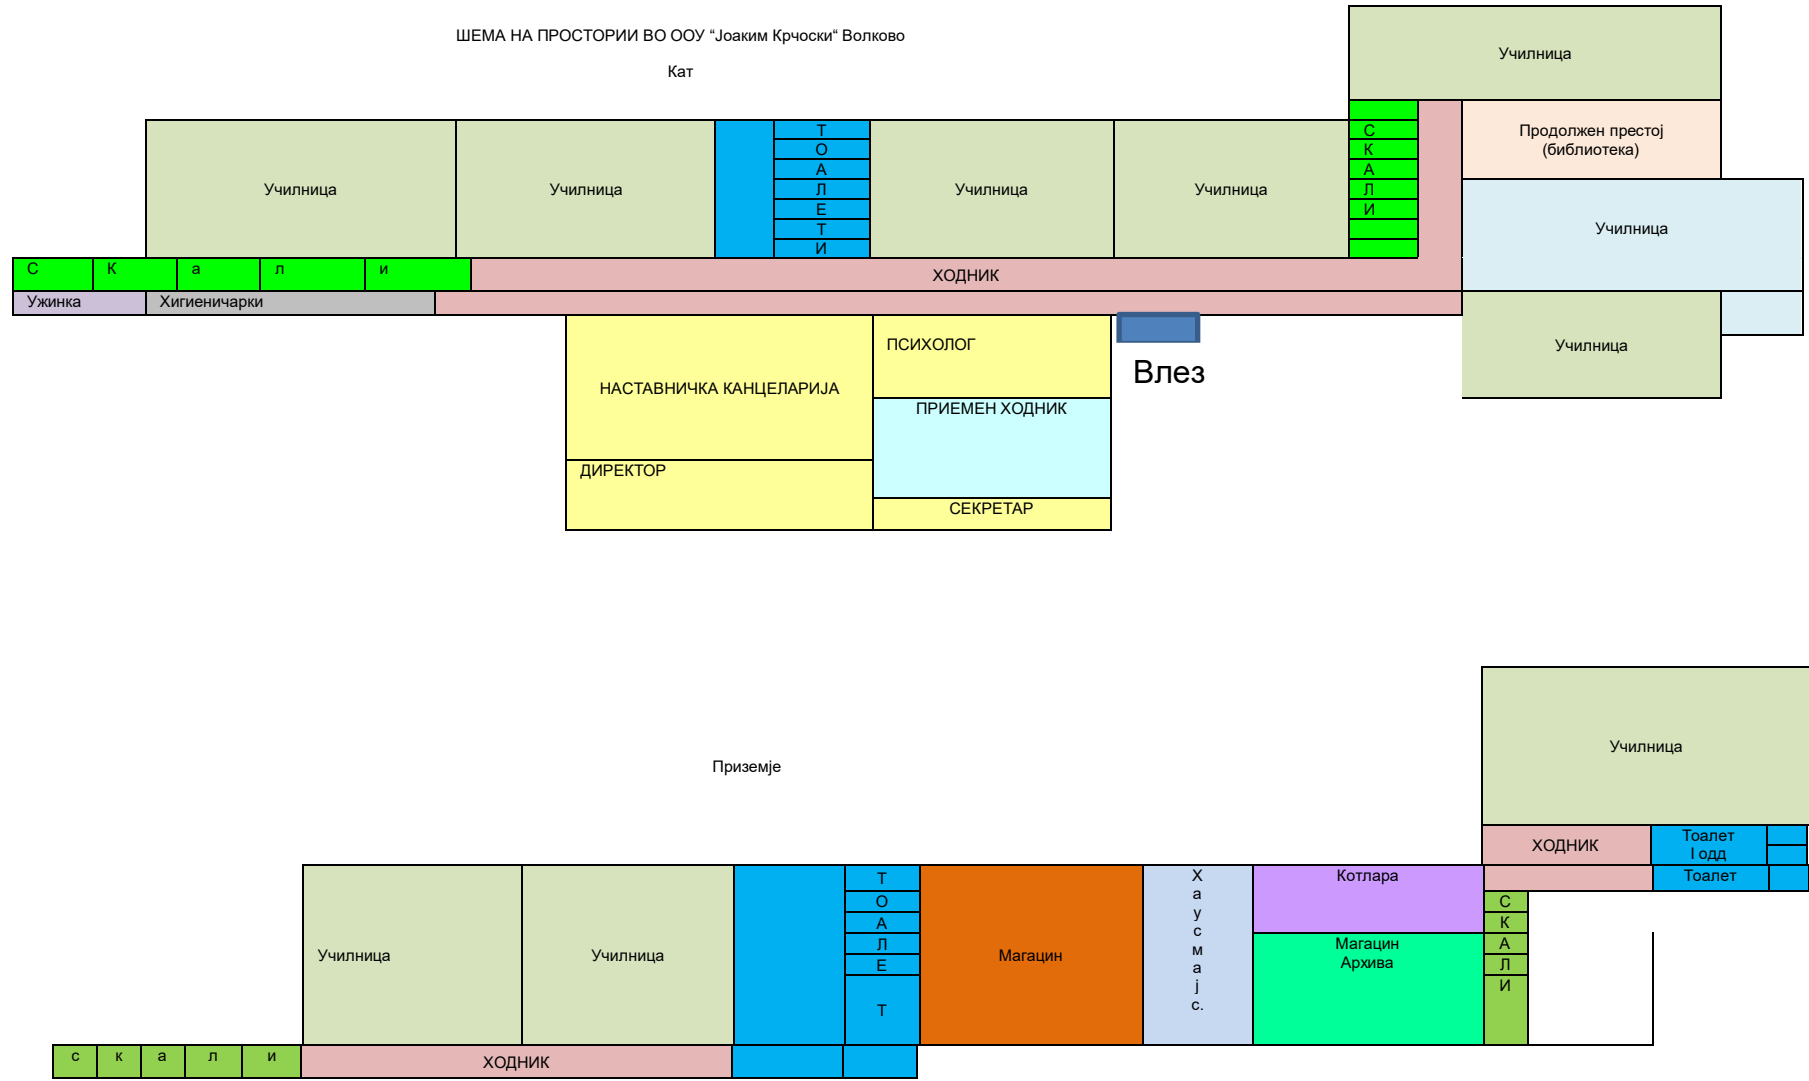 ШЕМА НА ПРОСТОРИИ ВО ООУ “Јоаким Крчоски“ Волково
Кат
Училница
Продолжен престој
(библиотека)
Училница
Училница
Т
О
А
Л
Е
Т
И
Училница
Училница
С
К
А
Л
И
Училница
С К а л и
ХОДНИК
Ужинка
Хигиеничарки
Училница
НАСТАВНИЧКА КАНЦЕЛАРИЈА
ПСИХОЛОГ
Влез
ПРИЕМЕН ХОДНИК
ДИРЕКТОР
СЕКРЕТАР
Приземје
Училница
ХОДНИК
Тоалет
I одд
Тоалет
Училница
Училница
Т
О
А
Л
Е
Т
Магацин
Х
а
у
с
м
а
ј
с.
Котлара
Магацин
Архива
С
К
А
Л
И
с к а л и
ХОДНИК